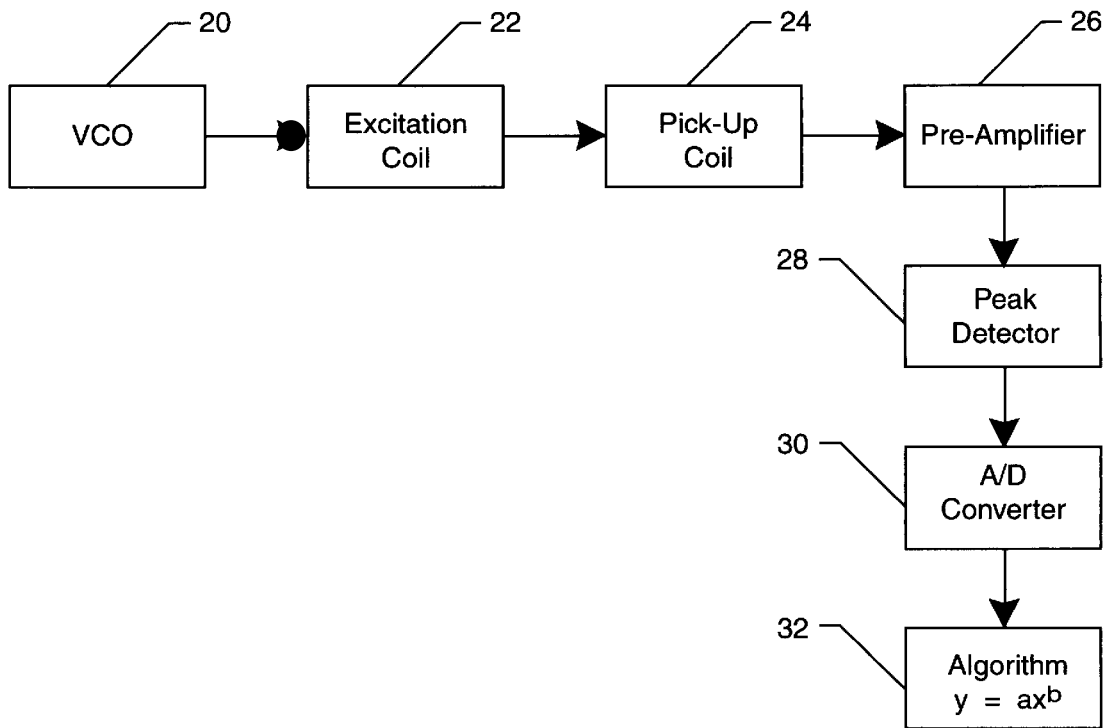 20
22
24
26
VCO
Excitation
Coil
Pick-Up
Coil
Pre-Amplifier
28
Peak
Detector
30
A/D
Converter
32
Algorithm
y = axᵇ